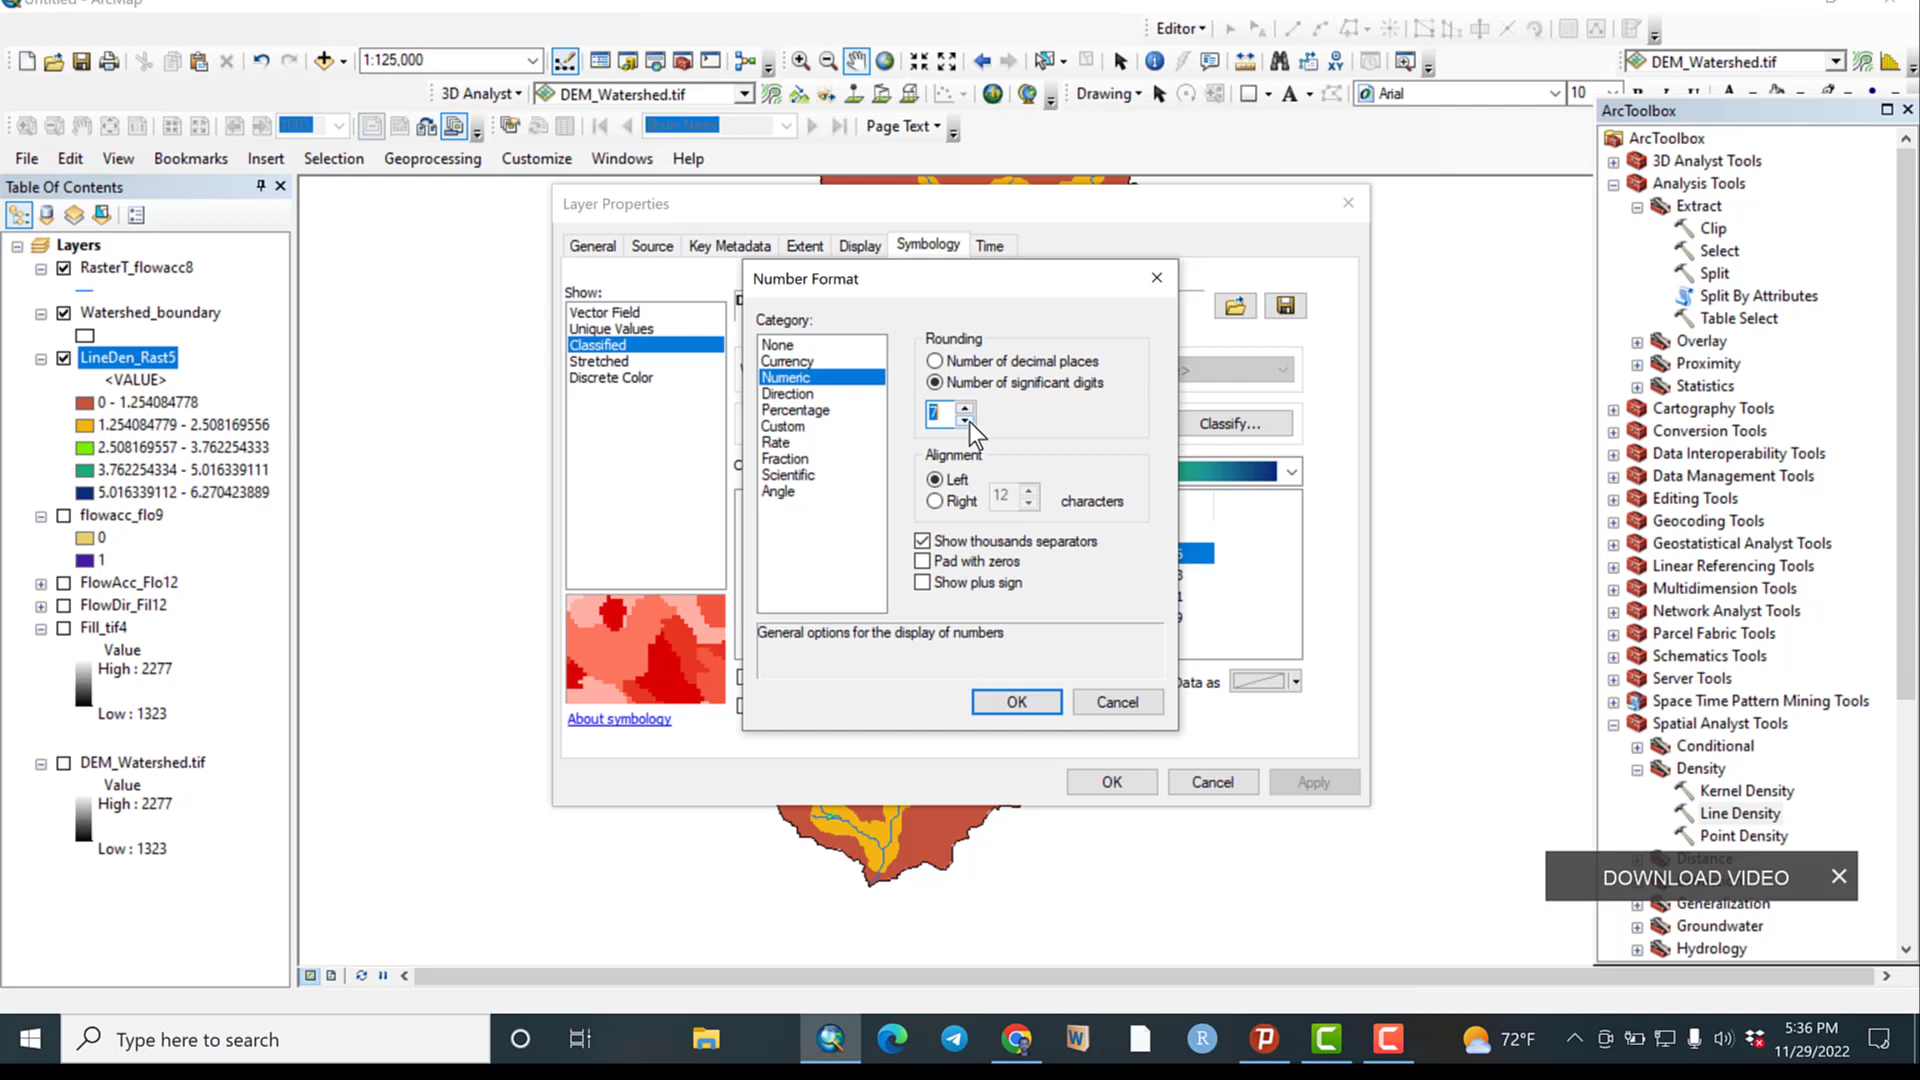 Untitled - ArcMap
Editor
1:125,000
DEM_Watershed.tif
3D Analyst
DEM_Watershed.tif
Drawing
A
Arial
10
100%
Page Text
File Edit View Bookmarks Insert Selection Geoprocessing Customize Windows Help
Table Of Contents
Layers
RasterT_flowacc8
Watershed_boundary
LineDen_Rast5
<VALUE>
0 - 1.254084778
1.254084779 - 2.508169556
2.508169557 - 3.762254333
3.762254334 - 5.016339111
5.016339112 - 6.270423889
flowacc_flo9
0
1
FlowAcc_Flo12
FlowDir_Fil12
Fill_tif4
Value
High : 2277
Low : 1323
DEM_Watershed.tif
Value
High : 2277
Low : 1323
Layer Properties
General Source Key Metadata Extent Display Symbology Time
Show:
Vector Field
Unique Values
Classified
Stretched
Discrete Color
About symbology
Classify...
Data as
OK Cancel Apply
Number Format
Category:
None
Currency
Numeric
Direction
Percentage
Custom
Rate
Fraction
Scientific
Angle
Rounding
Number of decimal places
Number of significant digits
7
Alignment
Left
Right 12 characters
Show thousands separators
Pad with zeros
Show plus sign
General options for the display of numbers
OK Cancel
ArcToolbox
ArcToolbox
3D Analyst Tools
Analysis Tools
Extract
Clip
Select
Split
Split By Attributes
Table Select
Overlay
Proximity
Statistics
Cartography Tools
Conversion Tools
Data Interoperability Tools
Data Management Tools
Editing Tools
Geocoding Tools
Geostatistical Analyst Tools
Linear Referencing Tools
Multidimension Tools
Network Analyst Tools
Parcel Fabric Tools
Schematics Tools
Server Tools
Space Time Pattern Mining Tools
Spatial Analyst Tools
Conditional
Density
Kernel Density
Line Density
Point Density
Distance
DOWNLOAD VIDEO
Generalization
Groundwater
Hydrology
Type here to search
72°F
5:36 PM
11/29/2022